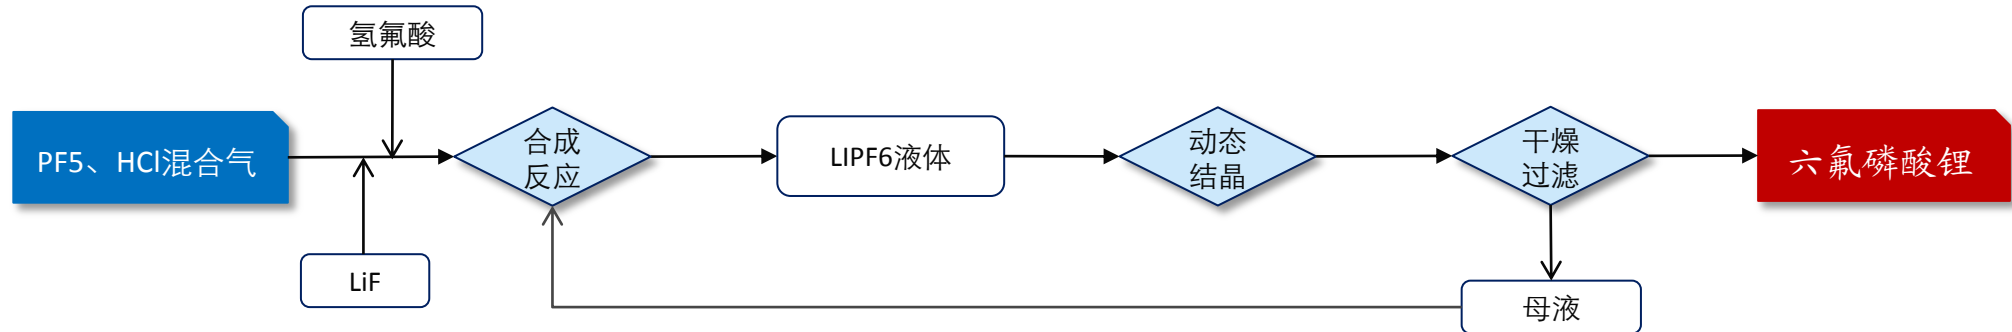 氢氟酸
PF5、HCl混合气
合成
反应
LIPF6液体
动态
结晶
干燥
过滤
六氟磷酸锂
LiF
母液